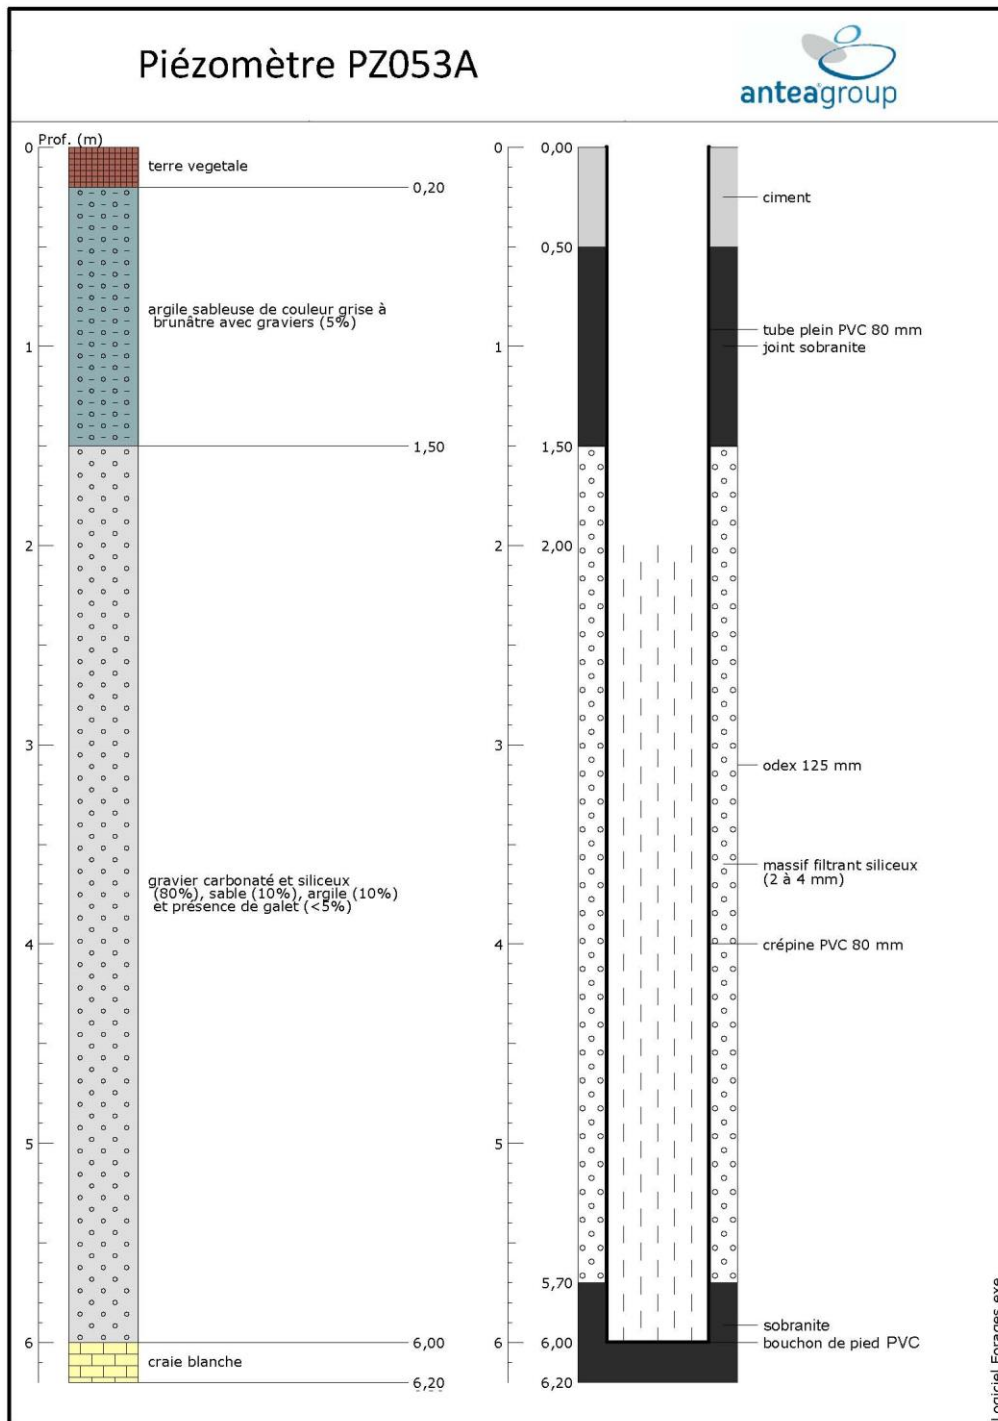 Piézomètre PZ053A
anteagroup
Prof. (m)
0
terre vegetale
0,20
argile sableuse de couleur grise à
brunâtre avec graviers (5%)
1
1,50
2
3
gravier carbonaté et siliceux
(80%), sable (10%), argile (10%)
et présence de galet (<5%)
4
5
6
6,00
craie blanche
6,20
0
0,00
ciment
0,50
tube plein PVC 80 mm
1
joint sobranite
1,50
2
2,00
3
odex 125 mm
massif filtrant siliceux
(2 à 4 mm)
4
crépine PVC 80 mm
5
5,70
sobranite
6
6,00
bouchon de pied PVC
6,20
Logiciel Forages.exe